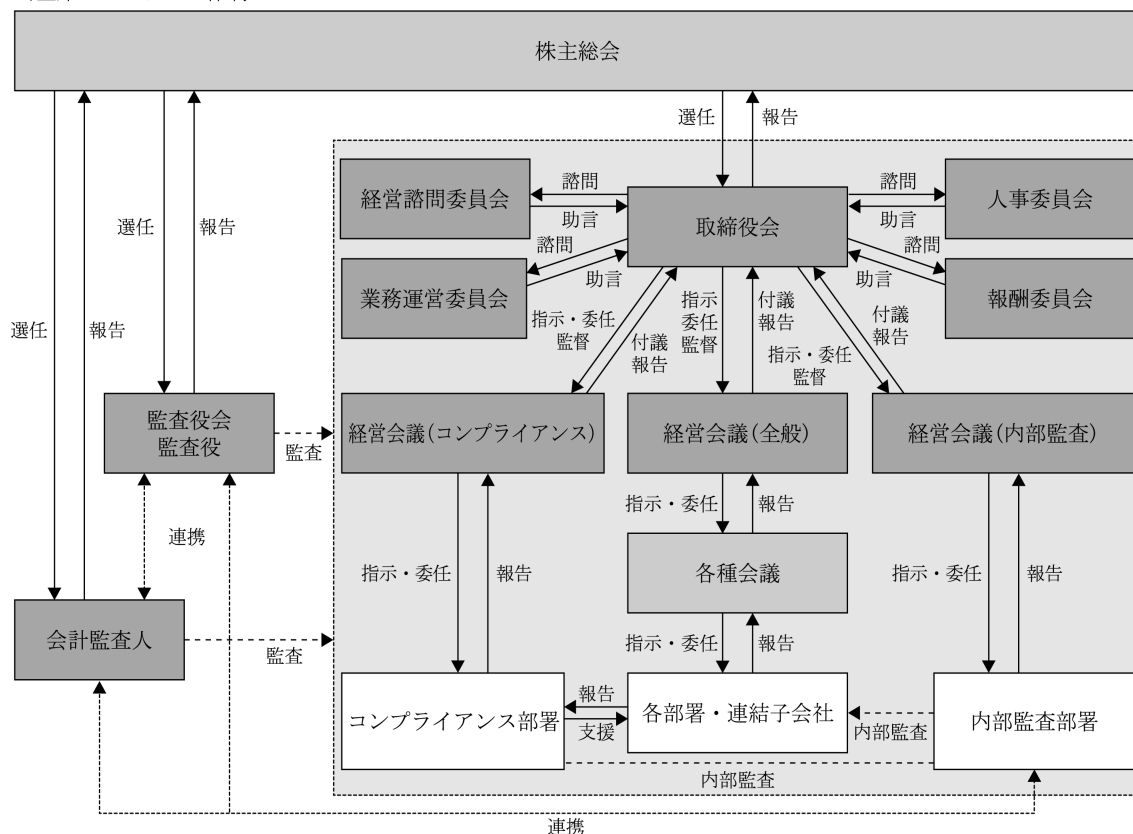 株主総会
選任
報告
選任
報告
選任
報告
経営諮問委員会
諮問
助言
取締役会
諮問
助言
人事委員会
業務運営委員会
諮問
助言
諮問
助言
報酬委員会
指示・委任
監督
付議
報告
指示
委任
監督
付議
報告
指示・委任
監督
付議
報告
監査役会
監査役
監査
経営会議(コンプライアンス)
経営会議(全般)
経営会議(内部監査)
連携
指示・委任
報告
指示・委任
報告
各種会議
指示・委任
報告
指示・委任
報告
会計監査人
監査
コンプライアンス部署
報告
支援
各部署・連結子会社
内部監査
内部監査部署
内部監査
連携